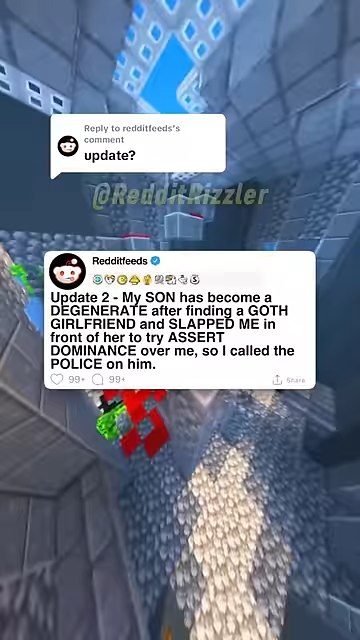 Reply to redditfeeds's
comment
update?
@RedditRizzler
Redditfeeds
Update 2 - My SON has become a
DEGENERATE after finding a GOTH
GIRLFRIEND and SLAPPED ME in
front of her to try ASSERT
DOMINANCE over me, so I called the
POLICE on him.
99+ 99+ Share